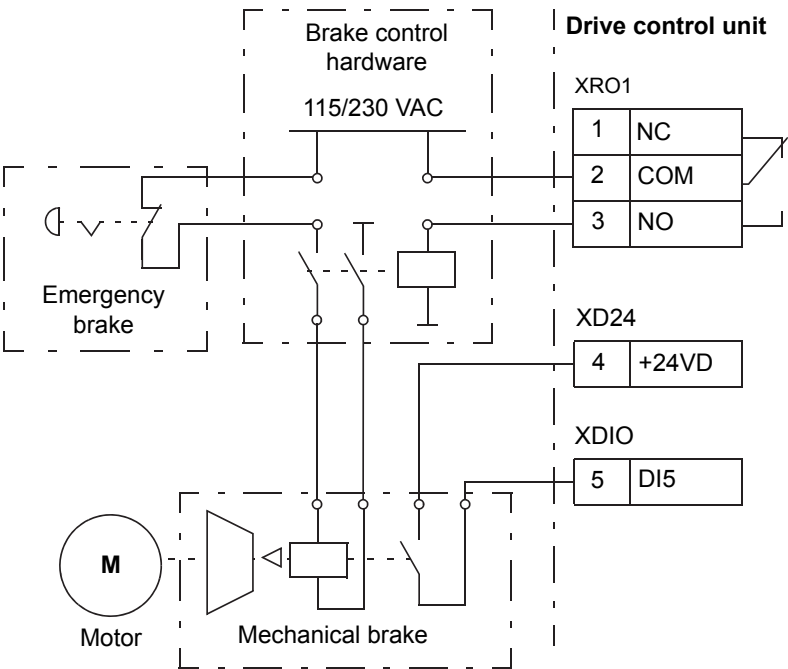 Brake control
hardware
115/230 VAC
Drive control unit
XRO1
1 NC
2 COM
3 NO
Emergency
brake
XD24
4 +24VD
XDIO
5 DI5
M
Motor
Mechanical brake